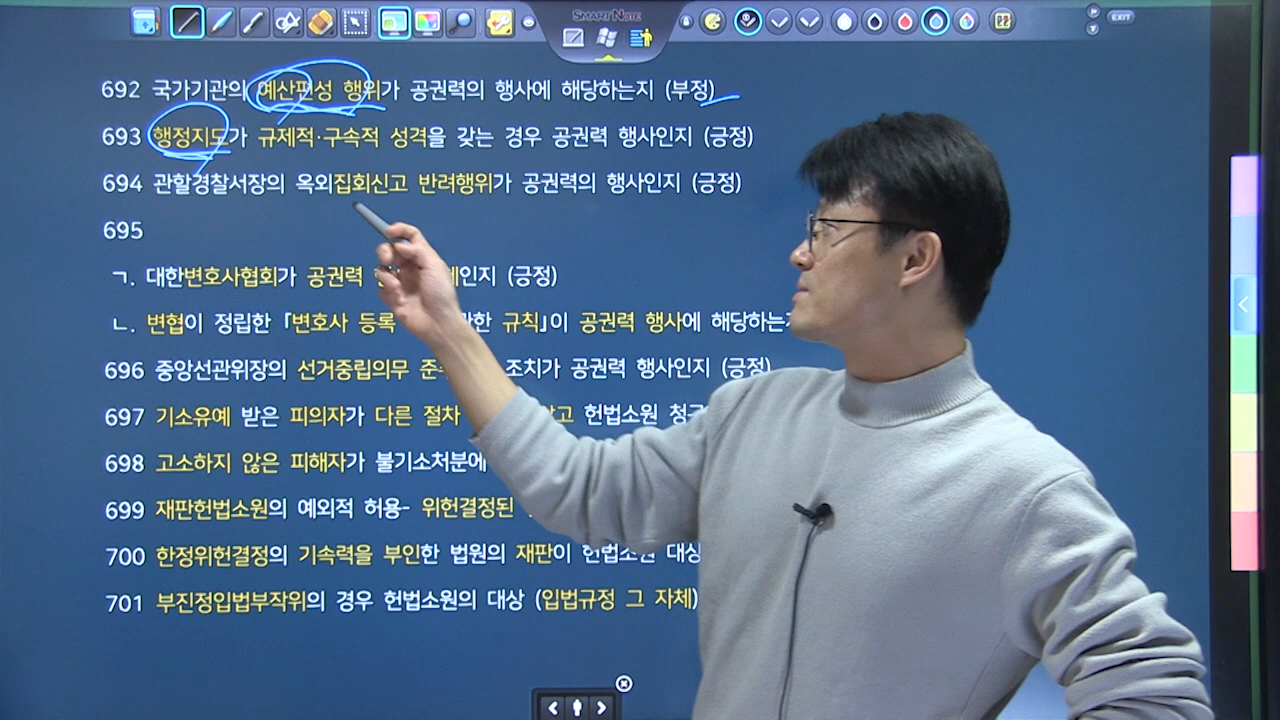 SMART NOTE
EXIT
692 국가기관의 예산편성 행위가 공권력의 행사에 해당하는지 (부정)
693 행정지도가 규제적·구속적 성격을 갖는 경우 공권력 행사인지 (긍정)
694 관할경찰서장의 옥외집회신고 반려행위가 공권력의 행사인지 (긍정)
695
ㄱ. 대한변호사협회가 공권력 인지 (긍정)
ㄴ. 변협이 정립한 「변호사 등록 규칙」이 공권력 행사에 해당하는지
696 중앙선관위장의 선거중립의무 조치가 공권력 행사인지 (긍정)
697 기소유예 받은 피의자가 다른 절차 헌법소원
698 고소하지 않은 피해자가 불기소처분에
699 재판헌법소원의 예외적 허용- 위헌결정된
700 한정위헌결정의 기속력을 부인한 법원의 재판이 헌법소원 대상
701 부진정입법부작위의 경우 헌법소원의 대상 (입법규정 그 자체)